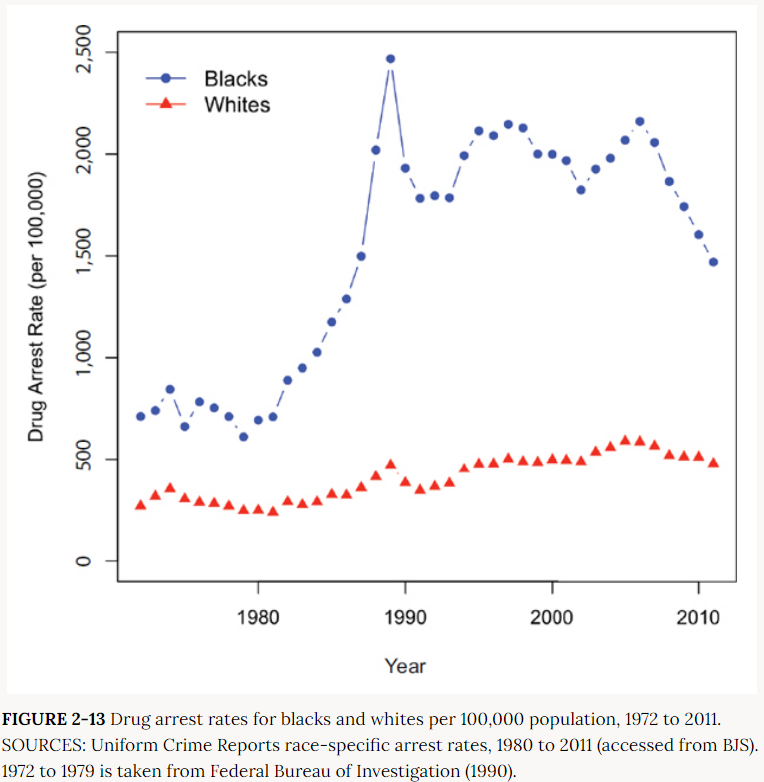 2,500
2,000
1,500
1,000
500
0
Drug Arrest Rate (per 100,000)
Blacks
Whites
1980 1990 2000 2010
Year
FIGURE 2-13 Drug arrest rates for blacks and whites per 100,000 population, 1972 to 2011.
SOURCES: Uniform Crime Reports race-specific arrest rates, 1980 to 2011 (accessed from BJS).
1972 to 1979 is taken from Federal Bureau of Investigation (1990).